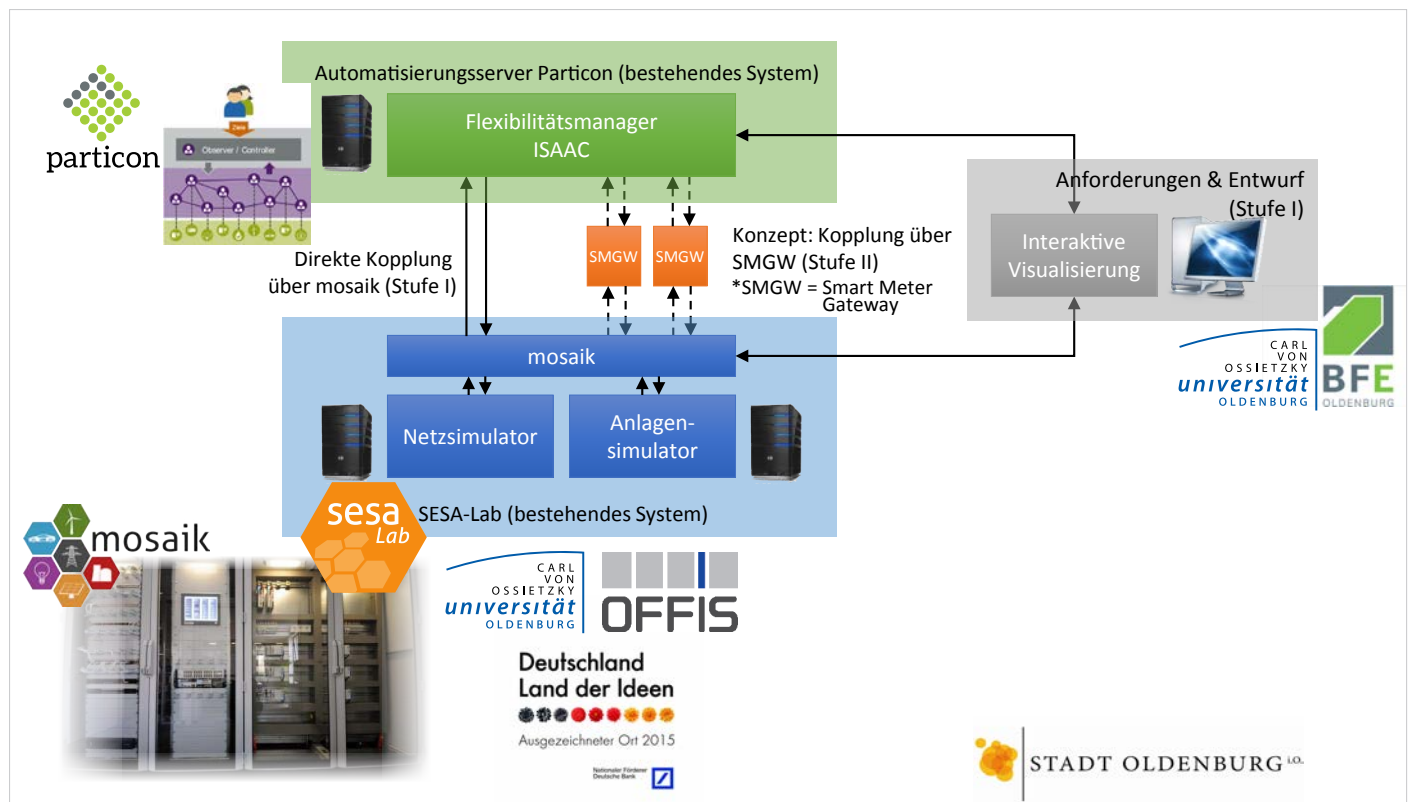 Automatisierungsserver Particon (bestehendes System)
particon
Ziele
Observer / Controller
Flexibilitätsmanager
ISAAC
Anforderungen & Entwurf
(Stufe I)
Interaktive
Visualisierung
Direkte Kopplung
über mosaik (Stufe I)
SMGW
SMGW
Konzept: Kopplung über
SMGW (Stufe II)
*SMGW = Smart Meter
Gateway
mosaik
Netzsimulator
Anlagen-
simulator
SESA-Lab (bestehendes System)
sesa
Lab
CARL
VON
OSSIETZKY
universität
OLDENBURG
BFE
OLDENBURG
mosaik
CARL
VON
OSSIETZKY
universität
OLDENBURG
OFFIS
Deutschland
Land der Ideen
Ausgezeichneter Ort 2015
Nationaler Förderer
Deutsche Bank
STADT OLDENBURG i.O.